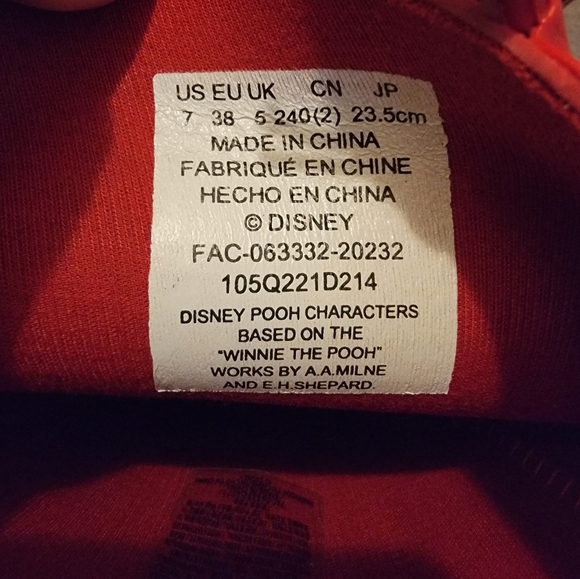 US EU UK CN JP
7 38 5 240(2) 23.5cm
MADE IN CHINA
FABRIQUÉ EN CHINE
HECHO EN CHINA
© DISNEY
FAC-063332-20232
105Q221D214
DISNEY POOH CHARACTERS
BASED ON THE
"WINNIE THE POOH"
WORKS BY A.A.MILNE
AND E.H.SHEPARD.